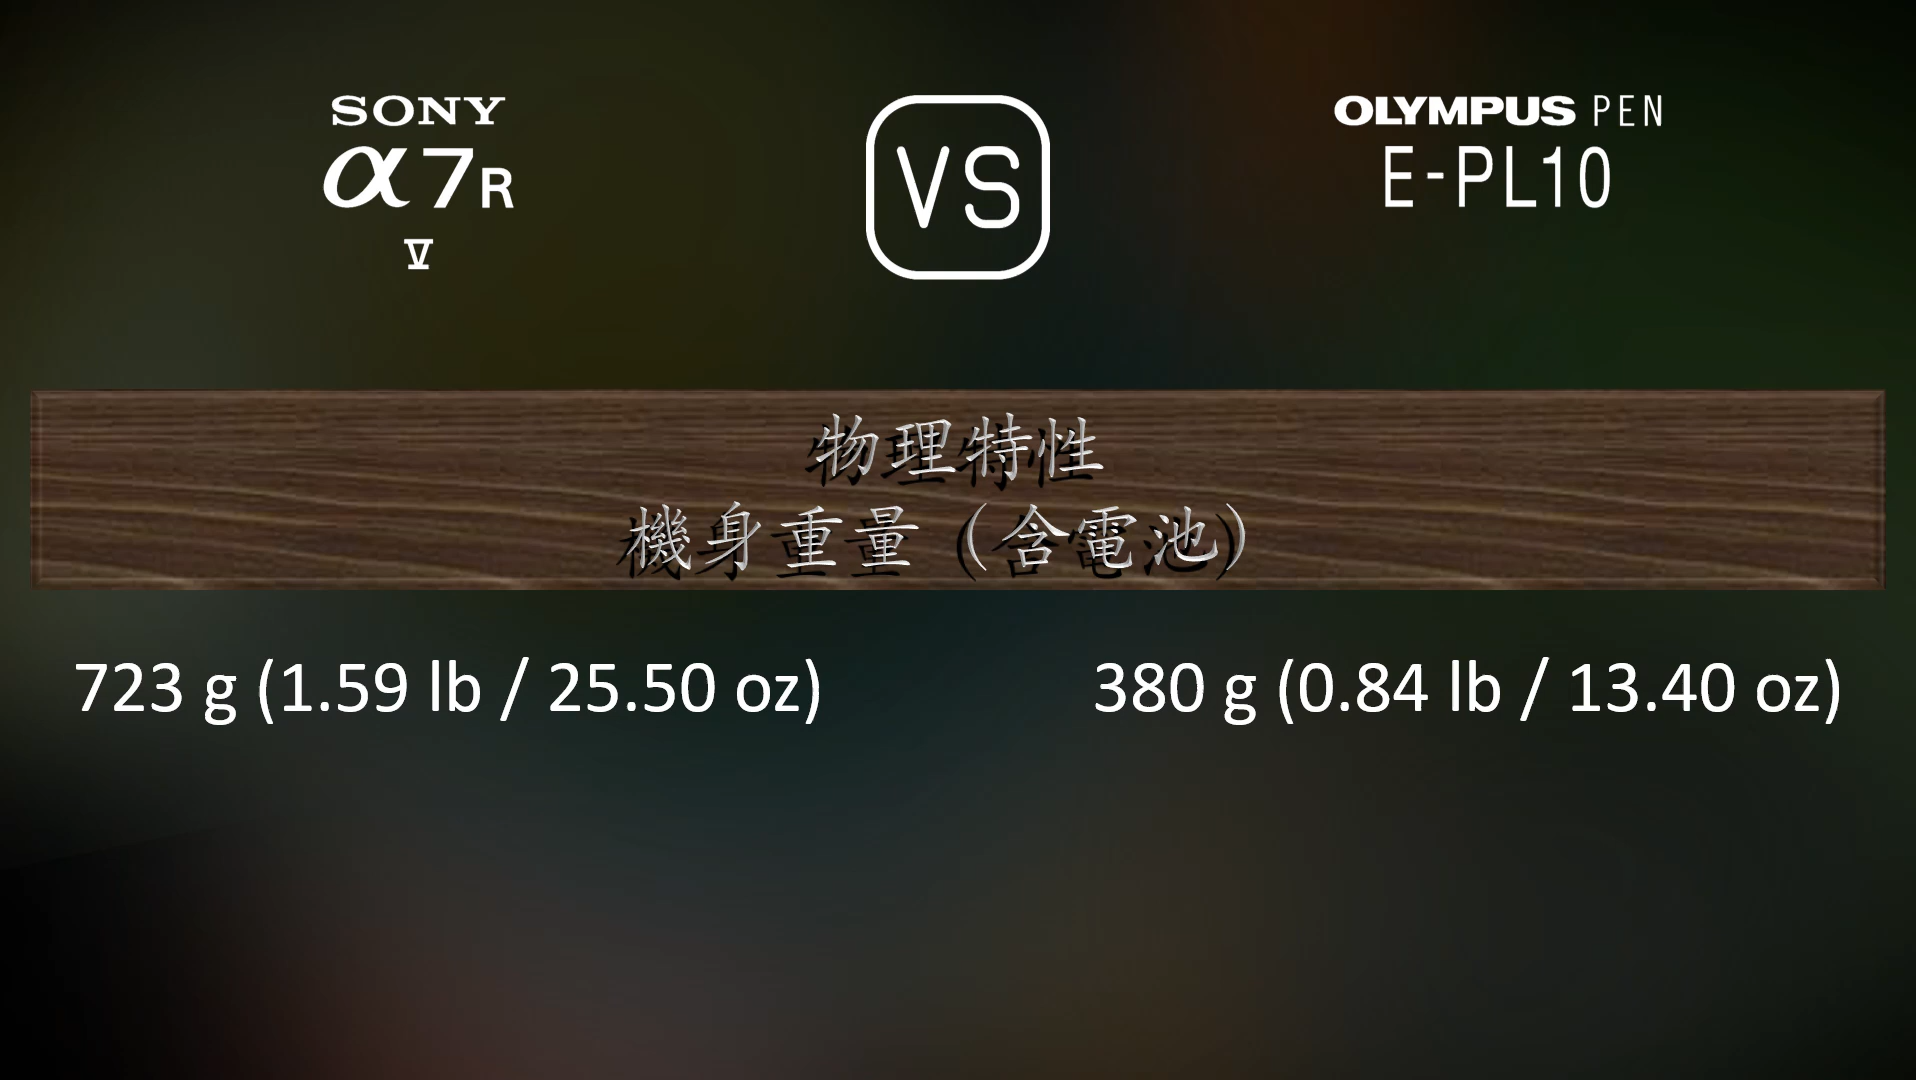 SONY
α7R
V
VS
OLYMPUS PEN
E-PL10
物理特性
機身重量（含電池）
723 g (1.59 lb / 25.50 oz)
380 g (0.84 lb / 13.40 oz)